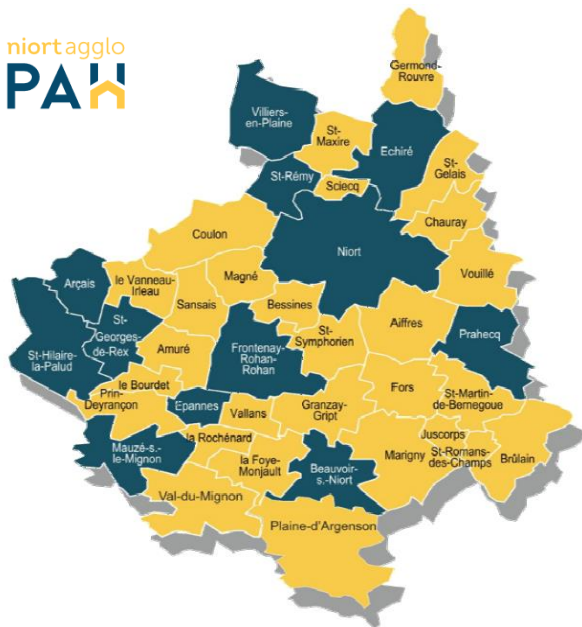 niortagglo
PAH
Germond-
Rouvre
Villiers-
en-Plaine
St-
Maxire
Echiré
St-Rémy
Sciecq
St-
Gelais
Chauray
Coulon
Niort
Vouillé
Arçais
le Vanneau-
Irleau
Magné
Sansais
Bessines
St-
Georges-
de-Rex
St-Hilaire-
la-Palud
Amuré
Frontenay-
Rohan-
Rohan
St-
Symphorien
Aiffres
Prahecq
le Bourdet
Prin-
Deyrançon
Epannes
Vallans
Granzay-
Gript
Fors
St-Martin-
de-Bernegoue
Mauzé-s.-
le-Mignon
la Rochénard
la Foye-
Monjault
Beauvoir-
s.-Niort
Marigny
Juscorps
St-Romans-
des-Champs
Brûlain
Val-du-Mignon
Plaine-d'Argenson